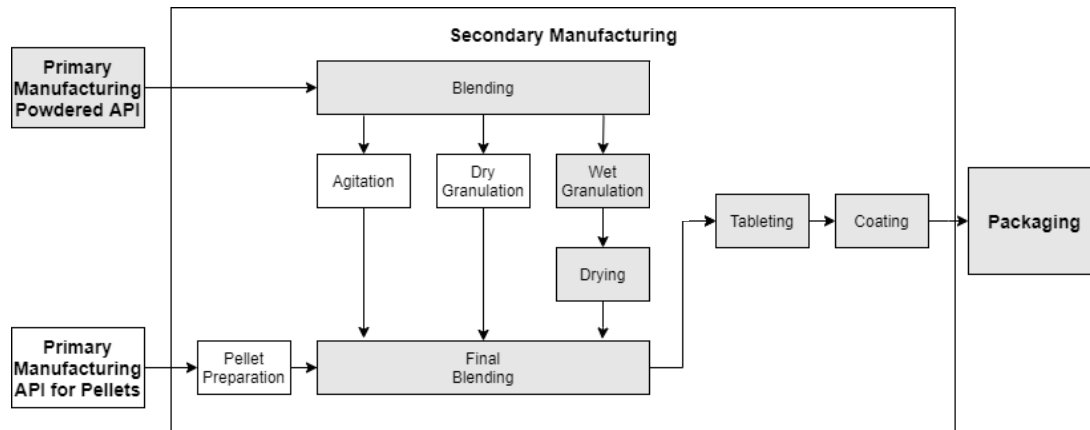 Secondary Manufacturing
Primary
Manufacturing
Powdered API
Blending
Agitation
Dry
Granulation
Wet
Granulation
Drying
Tableting
Coating
Packaging
Primary
Manufacturing
API for Pellets
Pellet
Preparation
Final
Blending